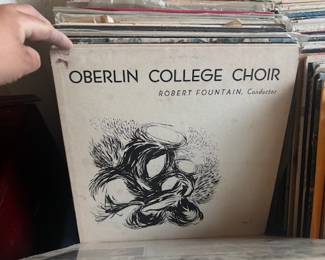 OBERLIN COLLEGE CHOIR
ROBERT FOUNTAIN, Conductor